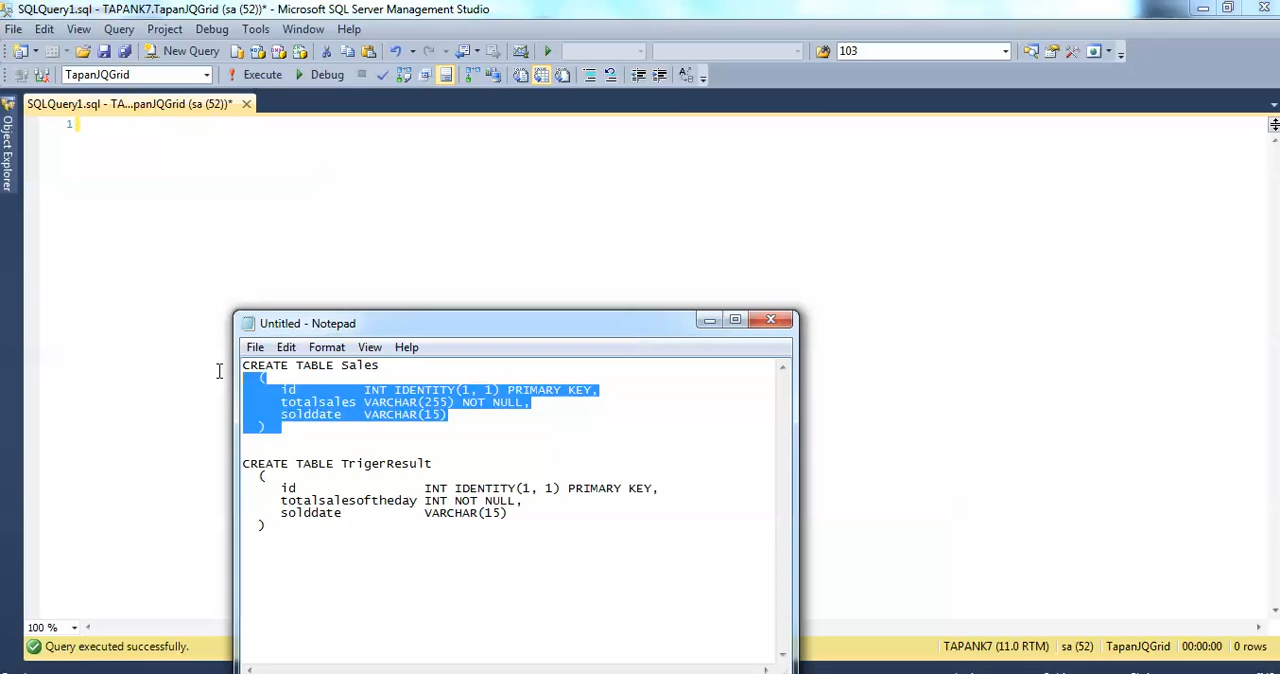 SQLQuery1.sql - TAPANK7.TapanJQGrid (sa (52))* - Microsoft SQL Server Management Studio
File Edit View Query Project Debug Tools Window Help
New Query 103
TapanJQGrid Execute Debug
SQLQuery1.sql - TA...panJQGrid (sa (52))*
Object Explorer
1
Untitled - Notepad
File Edit Format View Help
CREATE TABLE Sales
(
id INT IDENTITY(1, 1) PRIMARY KEY,
totalsales VARCHAR(255) NOT NULL,
solddate VARCHAR(15)
)
CREATE TABLE TrigerResult
(
id INT IDENTITY(1, 1) PRIMARY KEY,
totalsalesoftheday INT NOT NULL,
solddate VARCHAR(15)
)
100 %
Query executed successfully. TAPANK7 (11.0 RTM) sa (52) TapanJQGrid 00:00:00 0 rows